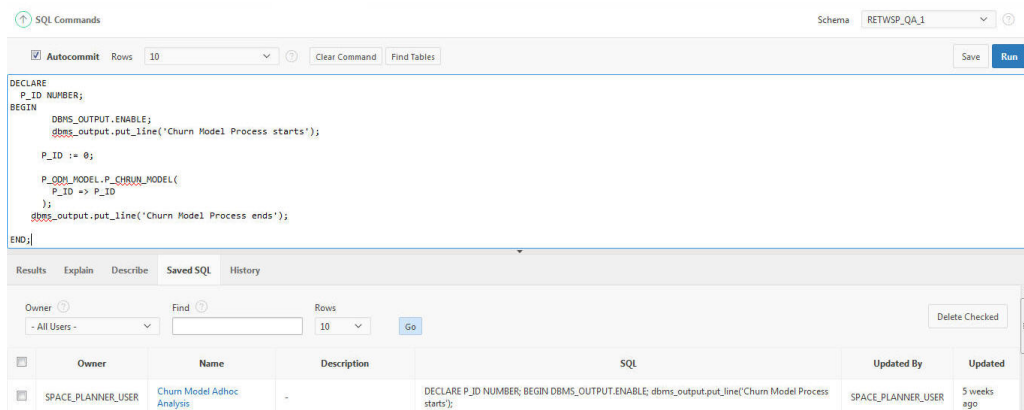 SQL Commands Schema RETWSP_QA_1
Autocommit Rows 10 Clear Command Find Tables Save Run
DECLARE
P_ID NUMBER;
BEGIN
DBMS_OUTPUT.ENABLE;
dbms_output.put_line('Churn Model Process starts');
P_ID := 0;
P_ODM_MODEL.P_CHRUN_MODEL(
P_ID => P_ID
);
dbms_output.put_line('Churn Model Process ends');
END;
Results Explain Describe Saved SQL History
Owner Find Rows
- All Users - 10 Go Delete Checked
Owner Name Description SQL Updated By Updated
SPACE_PLANNER_USER Churn Model Adhoc Analysis - DECLARE P_ID NUMBER; BEGIN DBMS_OUTPUT.ENABLE; dbms_output.put_line('Churn Model Process starts'); SPACE_PLANNER_USER 5 weeks ago